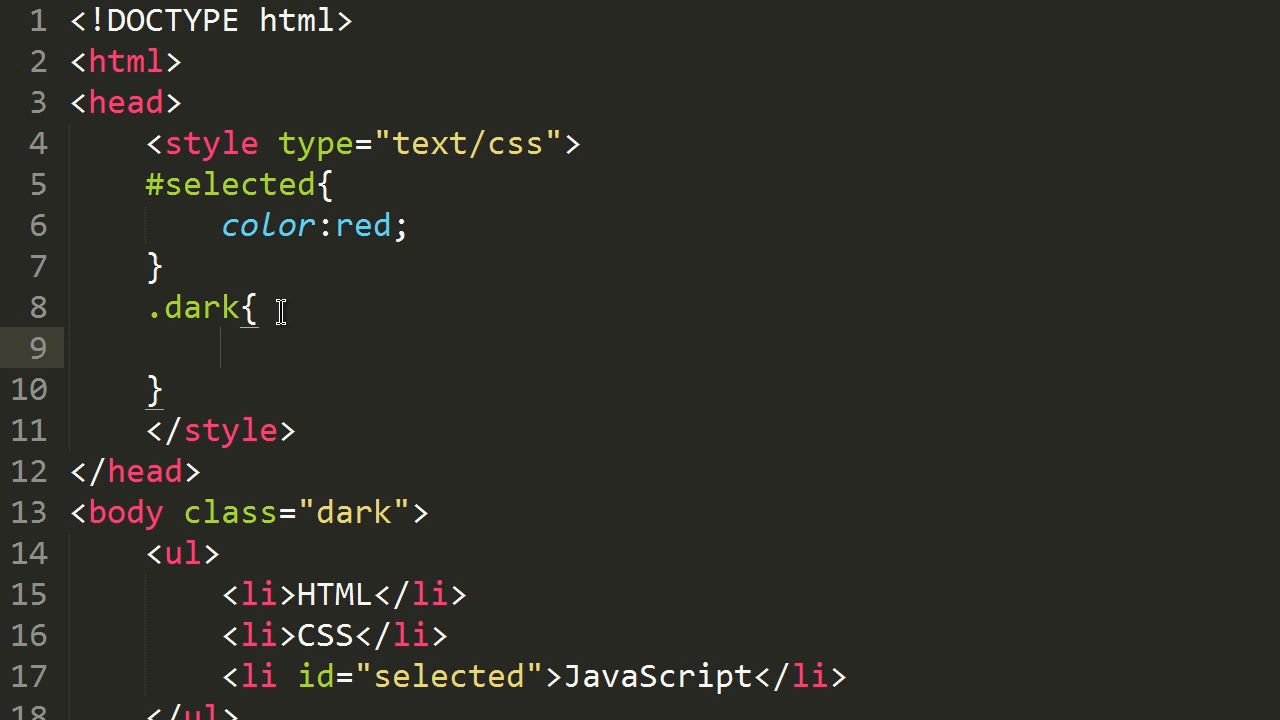 1 <!DOCTYPE html>
2 <html>
3 <head>
4     <style type="text/css">
5     #selected{
6         color:red;
7     }
8     .dark{
9
10     }
11     </style>
12 </head>
13 <body class="dark">
14     <ul>
15         <li>HTML</li>
16         <li>CSS</li>
17         <li id="selected">JavaScript</li>
18     </ul>